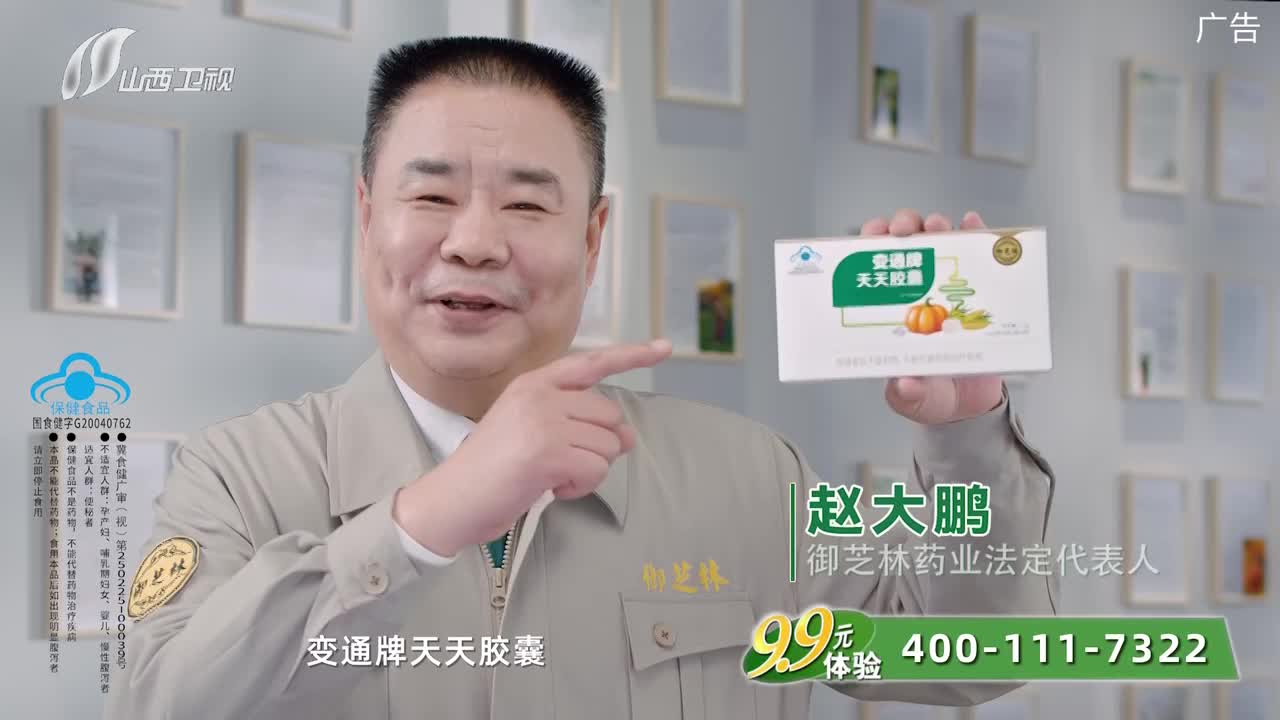 山西卫视
广告
变通牌
天天胶囊
保健食品
国食健字G20040762
●冀食健广审（视）第250225-00039号
●不适宜人群：孕产妇、哺乳期妇女、婴儿、慢性腹泻者
适宜人群：便秘者
●保健食品不是药物，不能代替药物治疗疾病
●本品不能代替药物；食用本品后如出现明显腹泻者
请立即停止食用
御芝林
御芝林
赵大鹏
御芝林药业法定代表人
变通牌天天胶囊
9.9元
体验
400-111-7322